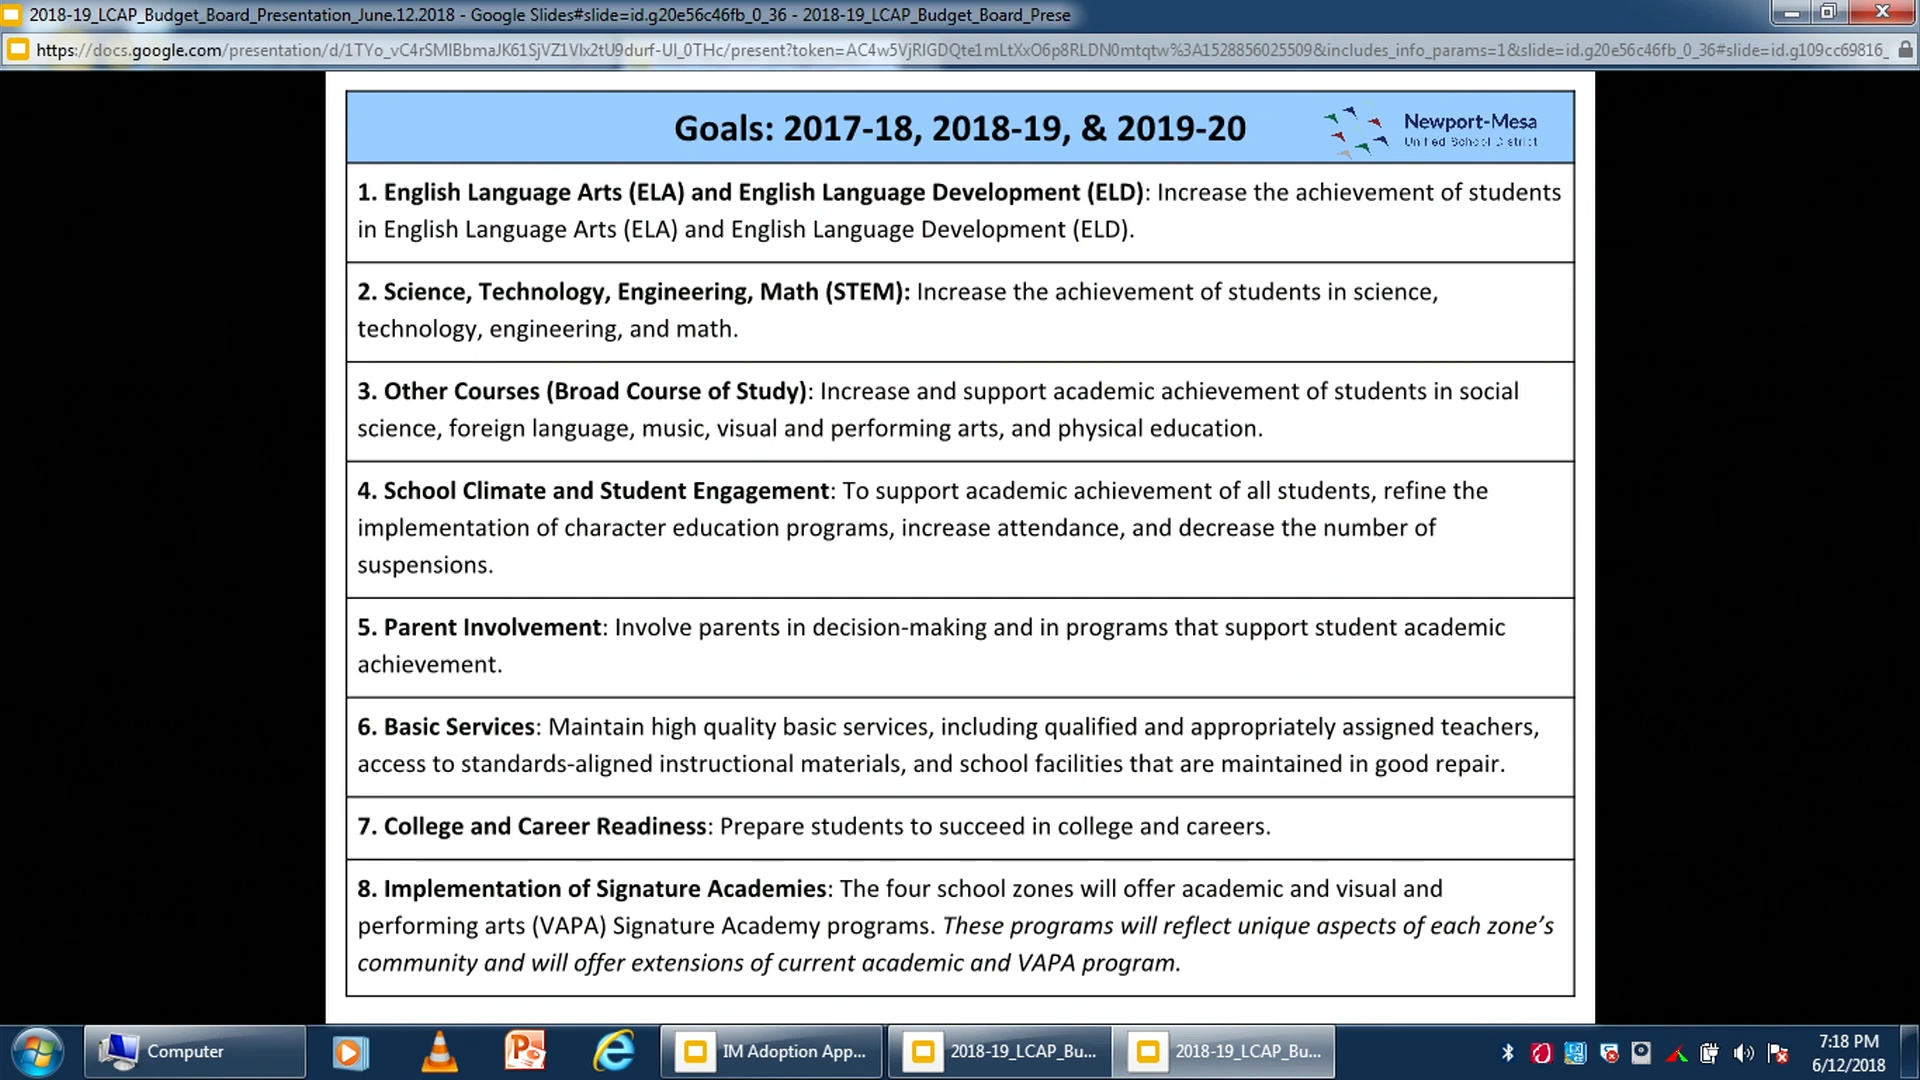 2018-19_LCAP_Budget_Board_Presentation_June.12.2018 - Google Slides#slide=id.g20e56c46fb_0_36 - 2018-19_LCAP_Budget_Board_Prese
https://docs.google.com/presentation/d/1TYo_vC4rSMIBbmaJK61SjVZ1VIx2tU9durf-UI_0THc/present?token=AC4w5VjRIGDQte1mLtXxO6p8RLDN0mtqtw%3A1528856025509&includes_info_params=1&slide=id.g20e56c46fb_0_36#slide=id.g109cc69816_
Goals: 2017-18, 2018-19, & 2019-20
Newport-Mesa
Unified School District
1. English Language Arts (ELA) and English Language Development (ELD): Increase the achievement of students
in English Language Arts (ELA) and English Language Development (ELD).
2. Science, Technology, Engineering, Math (STEM): Increase the achievement of students in science,
technology, engineering, and math.
3. Other Courses (Broad Course of Study): Increase and support academic achievement of students in social
science, foreign language, music, visual and performing arts, and physical education.
4. School Climate and Student Engagement: To support academic achievement of all students, refine the
implementation of character education programs, increase attendance, and decrease the number of
suspensions.
5. Parent Involvement: Involve parents in decision-making and in programs that support student academic
achievement.
6. Basic Services: Maintain high quality basic services, including qualified and appropriately assigned teachers,
access to standards-aligned instructional materials, and school facilities that are maintained in good repair.
7. College and Career Readiness: Prepare students to succeed in college and careers.
8. Implementation of Signature Academies: The four school zones will offer academic and visual and
performing arts (VAPA) Signature Academy programs. These programs will reflect unique aspects of each zone's
community and will offer extensions of current academic and VAPA program.
Computer
IM Adoption App...
2018-19_LCAP_Bu...
2018-19_LCAP_Bu...
7:18 PM
6/12/2018